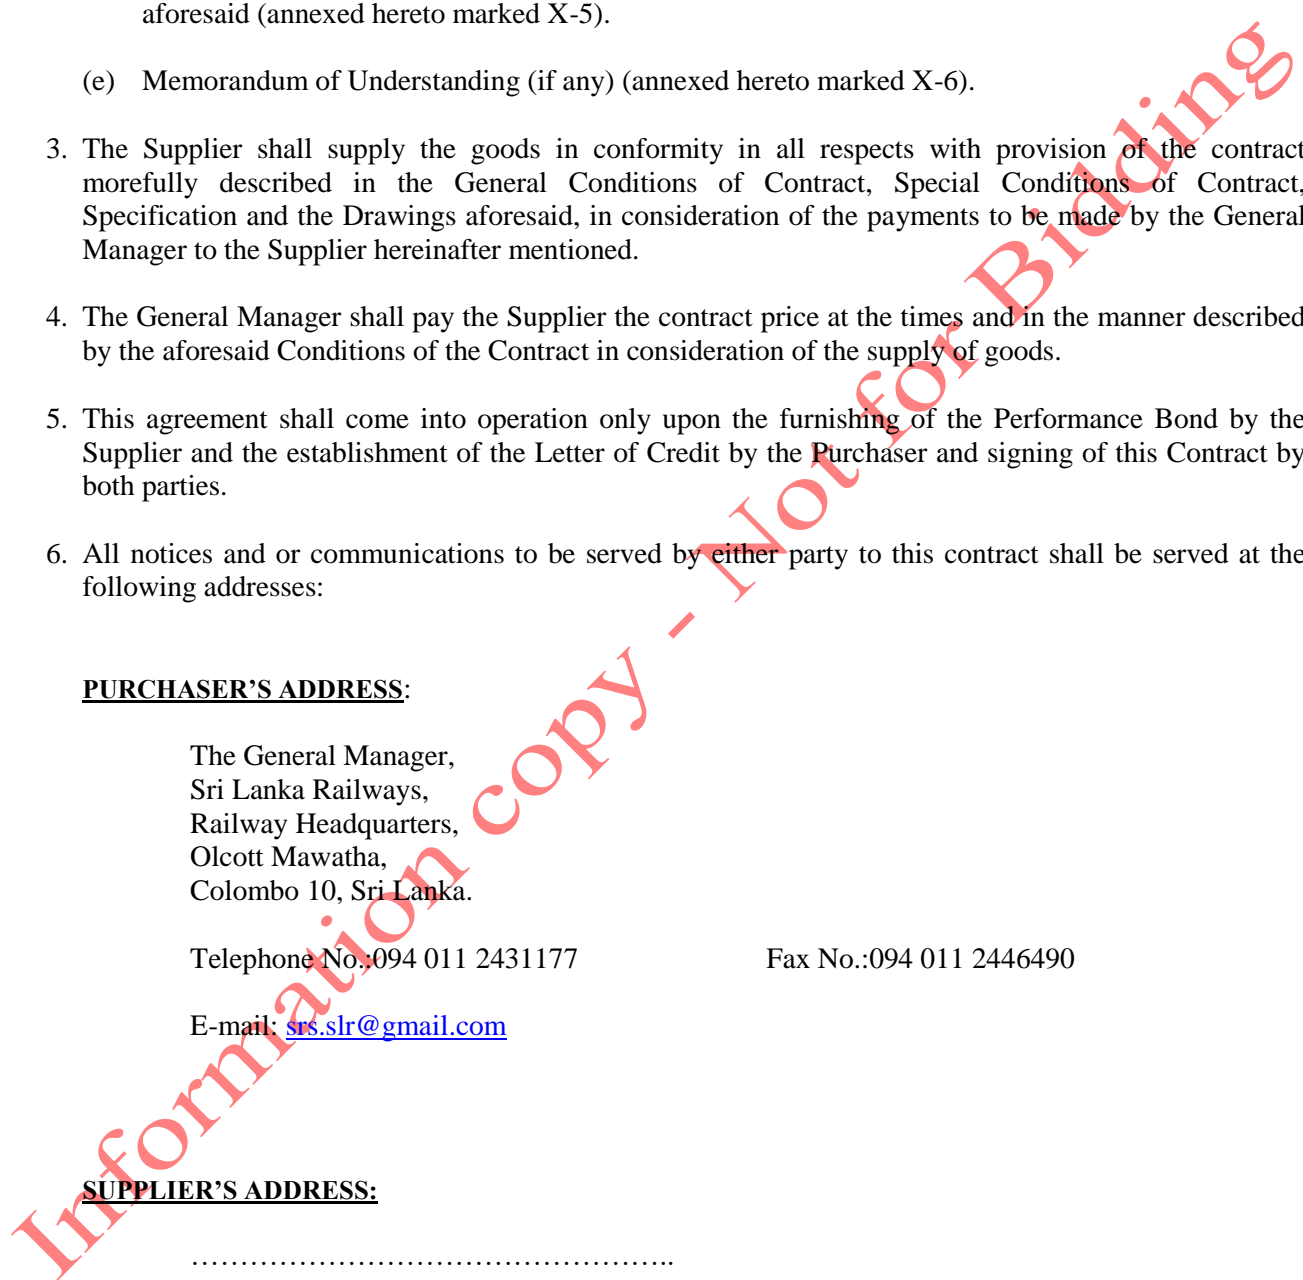 aforesaid (annexed hereto marked X-5).
(e) Memorandum of Understanding (if any) (annexed hereto marked X-6).
3. The Supplier shall supply the goods in conformity in all respects with provision of the contract
morefully described in the General Conditions of Contract, Special Conditions of Contract,
Specification and the Drawings aforesaid, in consideration of the payments to be made by the General
Manager to the Supplier hereinafter mentioned.
4. The General Manager shall pay the Supplier the contract price at the times and in the manner described
by the aforesaid Conditions of the Contract in consideration of the supply of goods.
5. This agreement shall come into operation only upon the furnishing of the Performance Bond by the
Supplier and the establishment of the Letter of Credit by the Purchaser and signing of this Contract by
both parties.
6. All notices and or communications to be served by either party to this contract shall be served at the
following addresses:
PURCHASER’S ADDRESS:
The General Manager,
Sri Lanka Railways,
Railway Headquarters,
Olcott Mawatha,
Colombo 10, Sri Lanka.
Telephone No.:094 011 2431177 Fax No.:094 011 2446490
E-mail: srs.slr@gmail.com
SUPPLIER’S ADDRESS:
…………………………………………..
Information copy - Not for Bidding